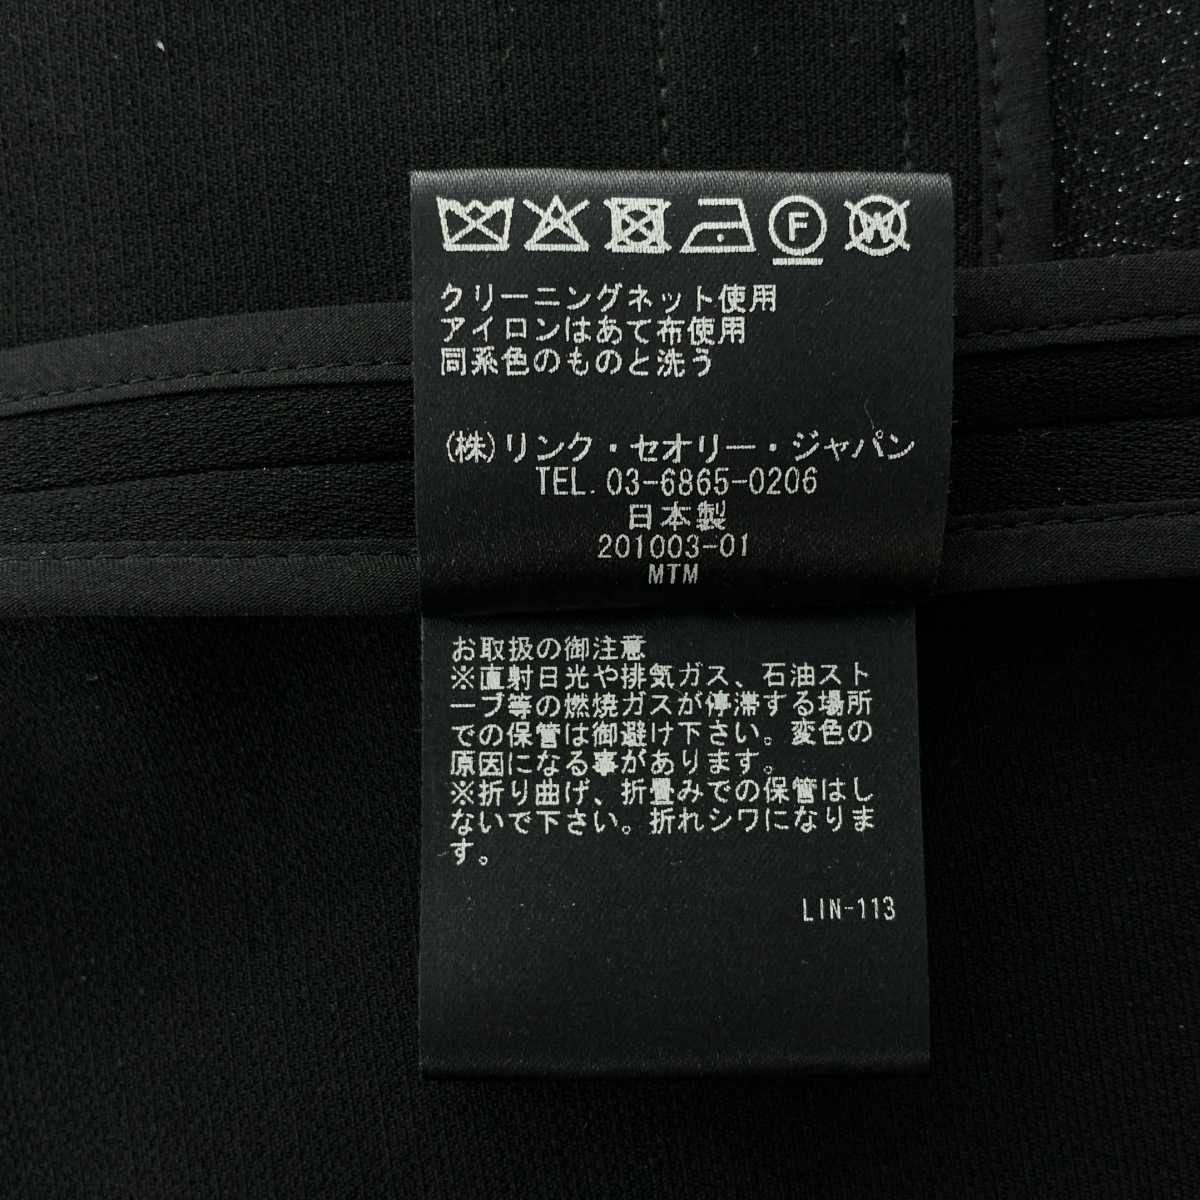 F W
クリーニングネット使用
アイロンはあて布使用
同系色のものと洗う
(株)リンク・セオリー・ジャパン
TEL. 03-6865-0206
日本製
201003-01
MTM
お取扱の御注意
※直射日光や排気ガス、石油スト
ーブ等の燃焼ガスが停滞する場所
での保管は御避け下さい。変色の
原因になる事があります。
※折り曲げ、折畳みでの保管はし
ないで下さい。折れシワになりま
す。
LIN-113